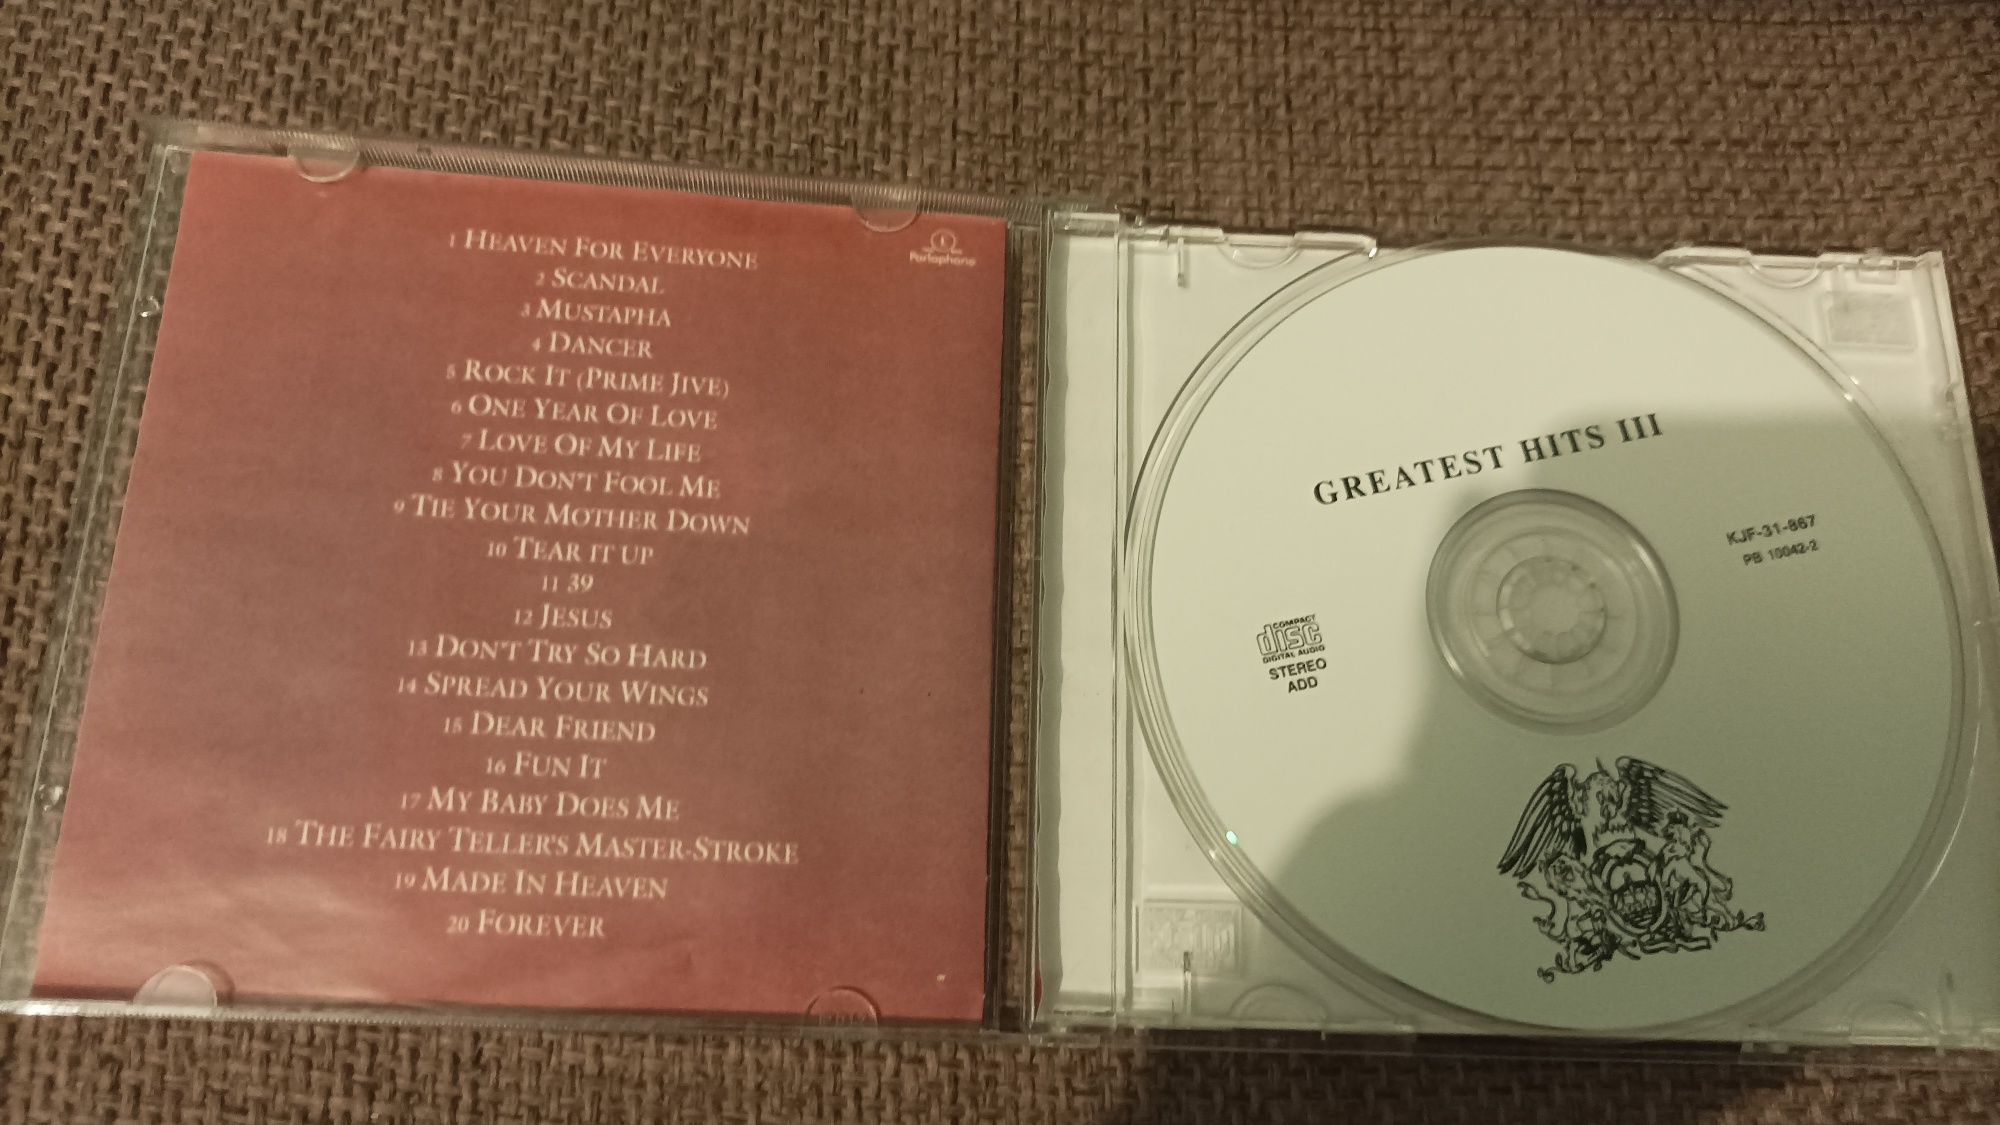 Parlophone
1 HEAVEN FOR EVERYONE
2 SCANDAL
3 MUSTAPHA
4 DANCER
5 ROCK IT (PRIME JIVE)
6 ONE YEAR OF LOVE
7 LOVE OF MY LIFE
8 YOU DON'T FOOL ME
9 TIE YOUR MOTHER DOWN
10 TEAR IT UP
11 39
12 JESUS
13 DON'T TRY SO HARD
14 SPREAD YOUR WINGS
15 DEAR FRIEND
16 FUN IT
17 MY BABY DOES ME
18 THE FAIRY TELLER'S MASTER-STROKE
19 MADE IN HEAVEN
20 FOREVER
GREATEST HITS III
KJF-31-867
PB 10042-2
COMPACT
disc
DIGITAL AUDIO
STEREO
ADD